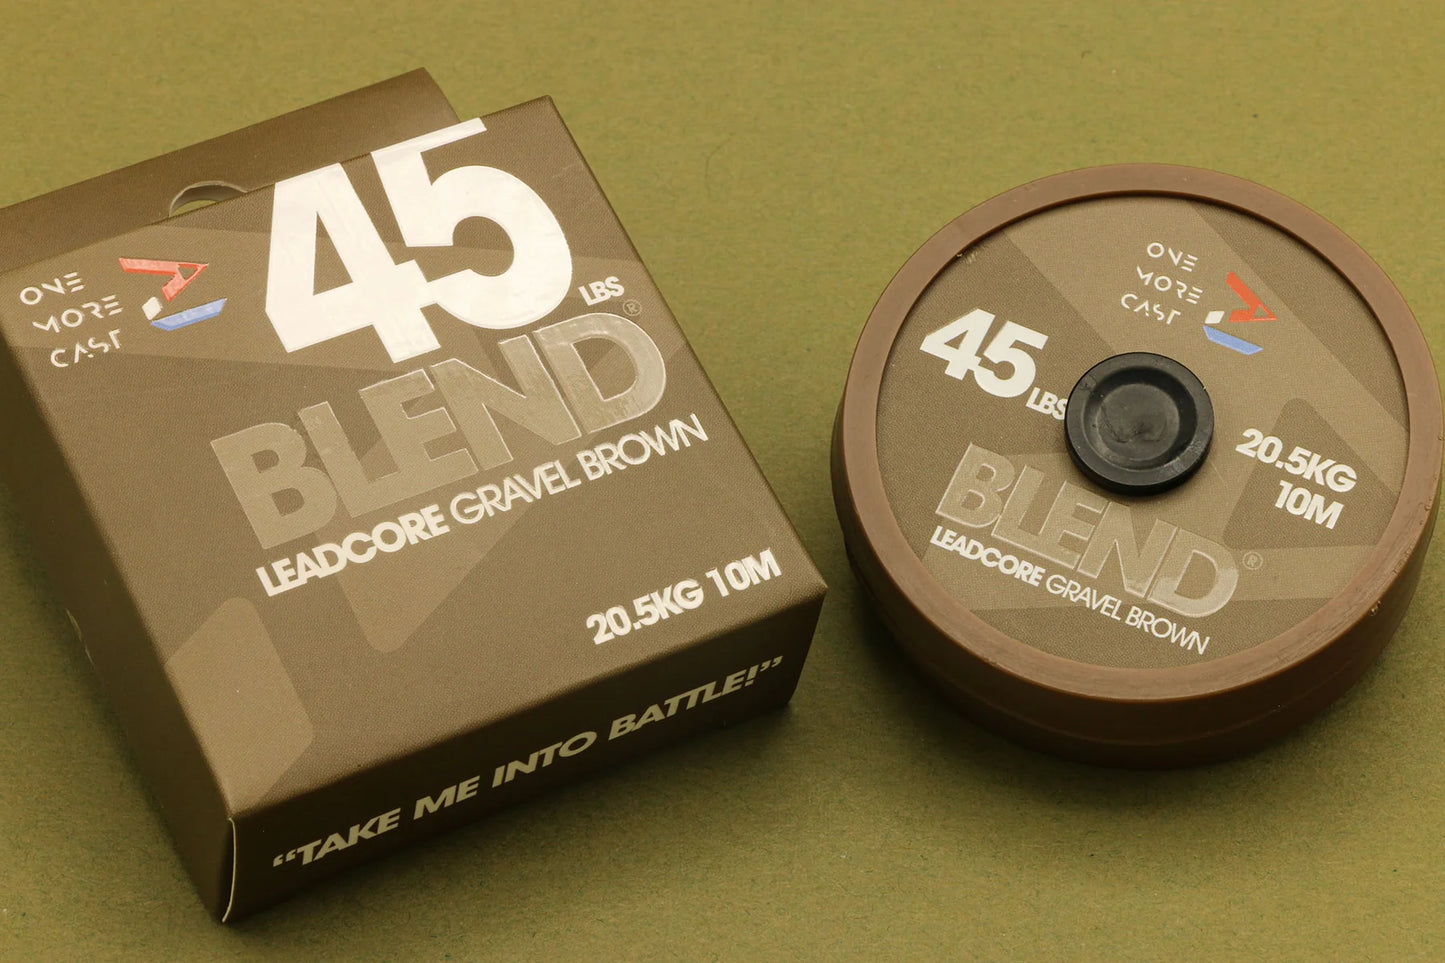 ONE
MORE
CAST
45
LBS
BLEND®
LEADCORE GRAVEL BROWN
20.5KG 10M
“TAKE ME INTO BATTLE!”
ONE
MORE
CAST
45
LBS
20.5KG
10M
BLEND®
LEADCORE GRAVEL BROWN